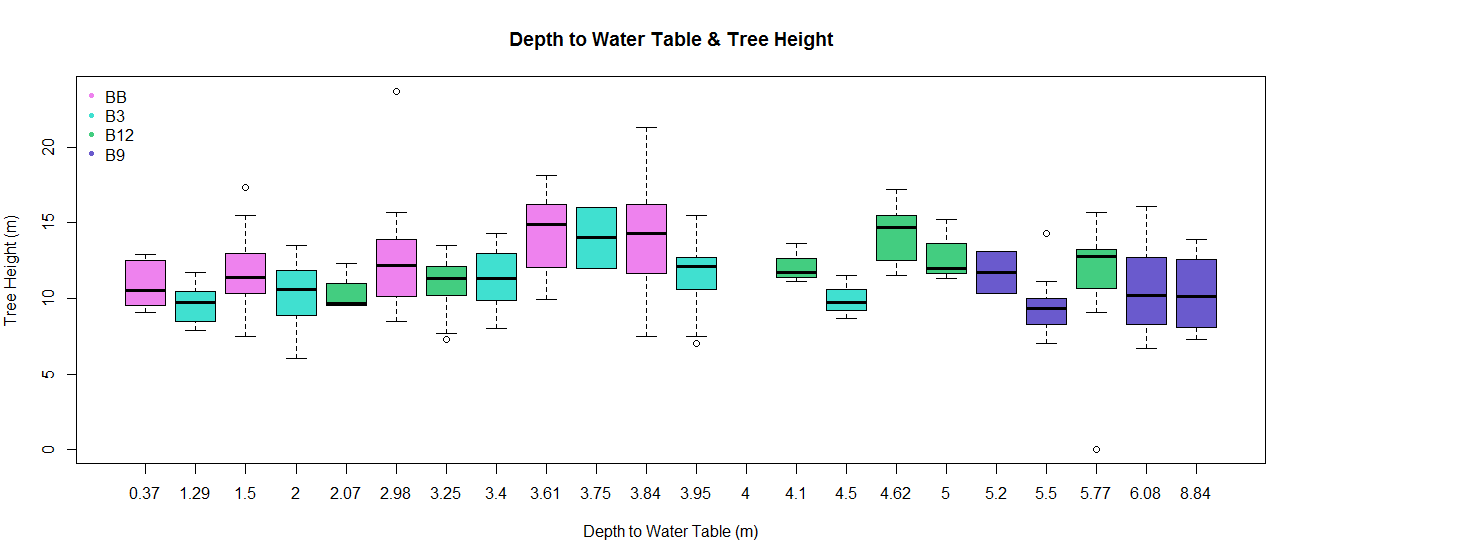 Depth to Water Table & Tree Height
BB
B3
B12
B9
Tree Height (m)
20
15
10
5
0
0.37 1.29 1.5 2 2.07 2.98 3.25 3.4 3.61 3.75 3.84 3.95 4 4.1 4.5 4.62 5 5.2 5.5 5.77 6.08 8.84
Depth to Water Table (m)